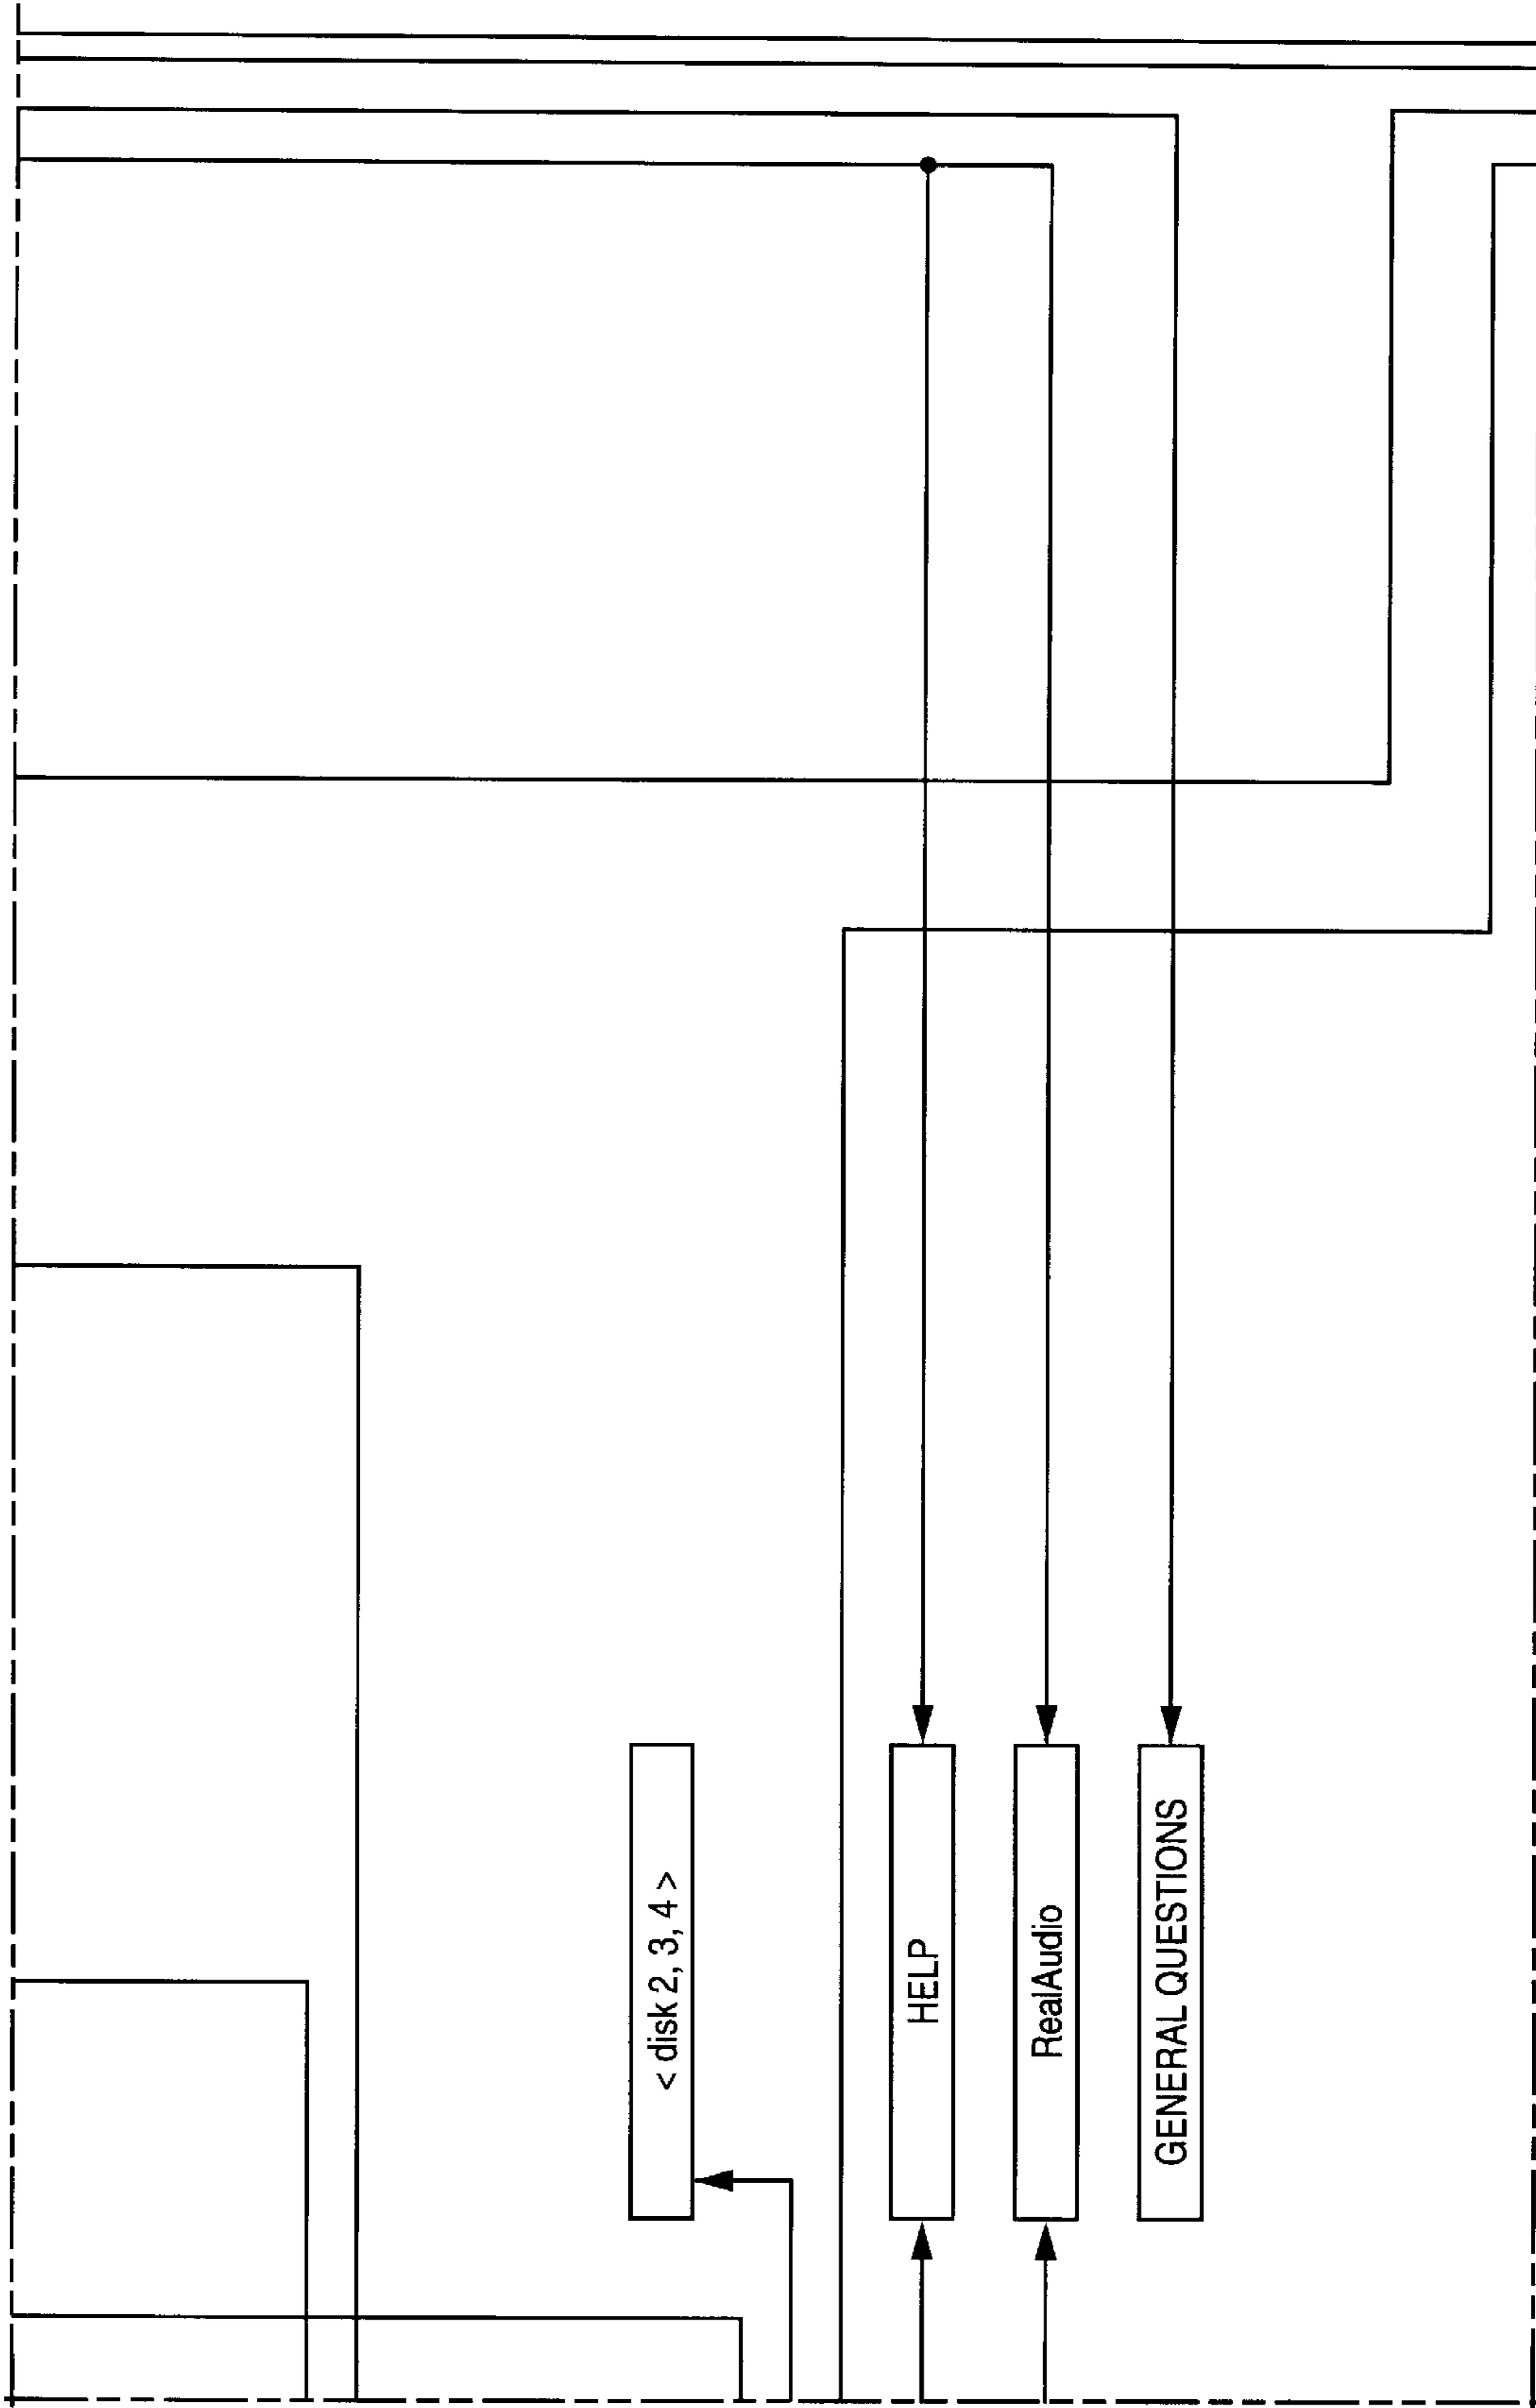 < disk 2, 3, 4 >
HELP
RealAudio
GENERAL QUESTIONS